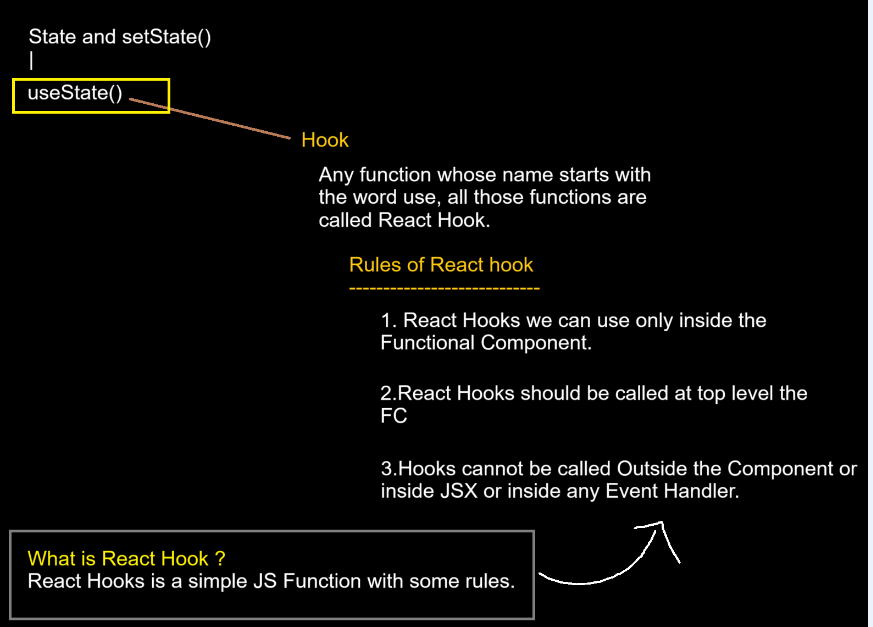 State and setState()
|
useState()
Hook
Any function whose name starts with
the word use, all those functions are
called React Hook.
Rules of React hook
----------------------------
1. React Hooks we can use only inside the
Functional Component.
2.React Hooks should be called at top level the
FC
3.Hooks cannot be called Outside the Component or
inside JSX or inside any Event Handler.
What is React Hook ?
React Hooks is a simple JS Function with some rules.